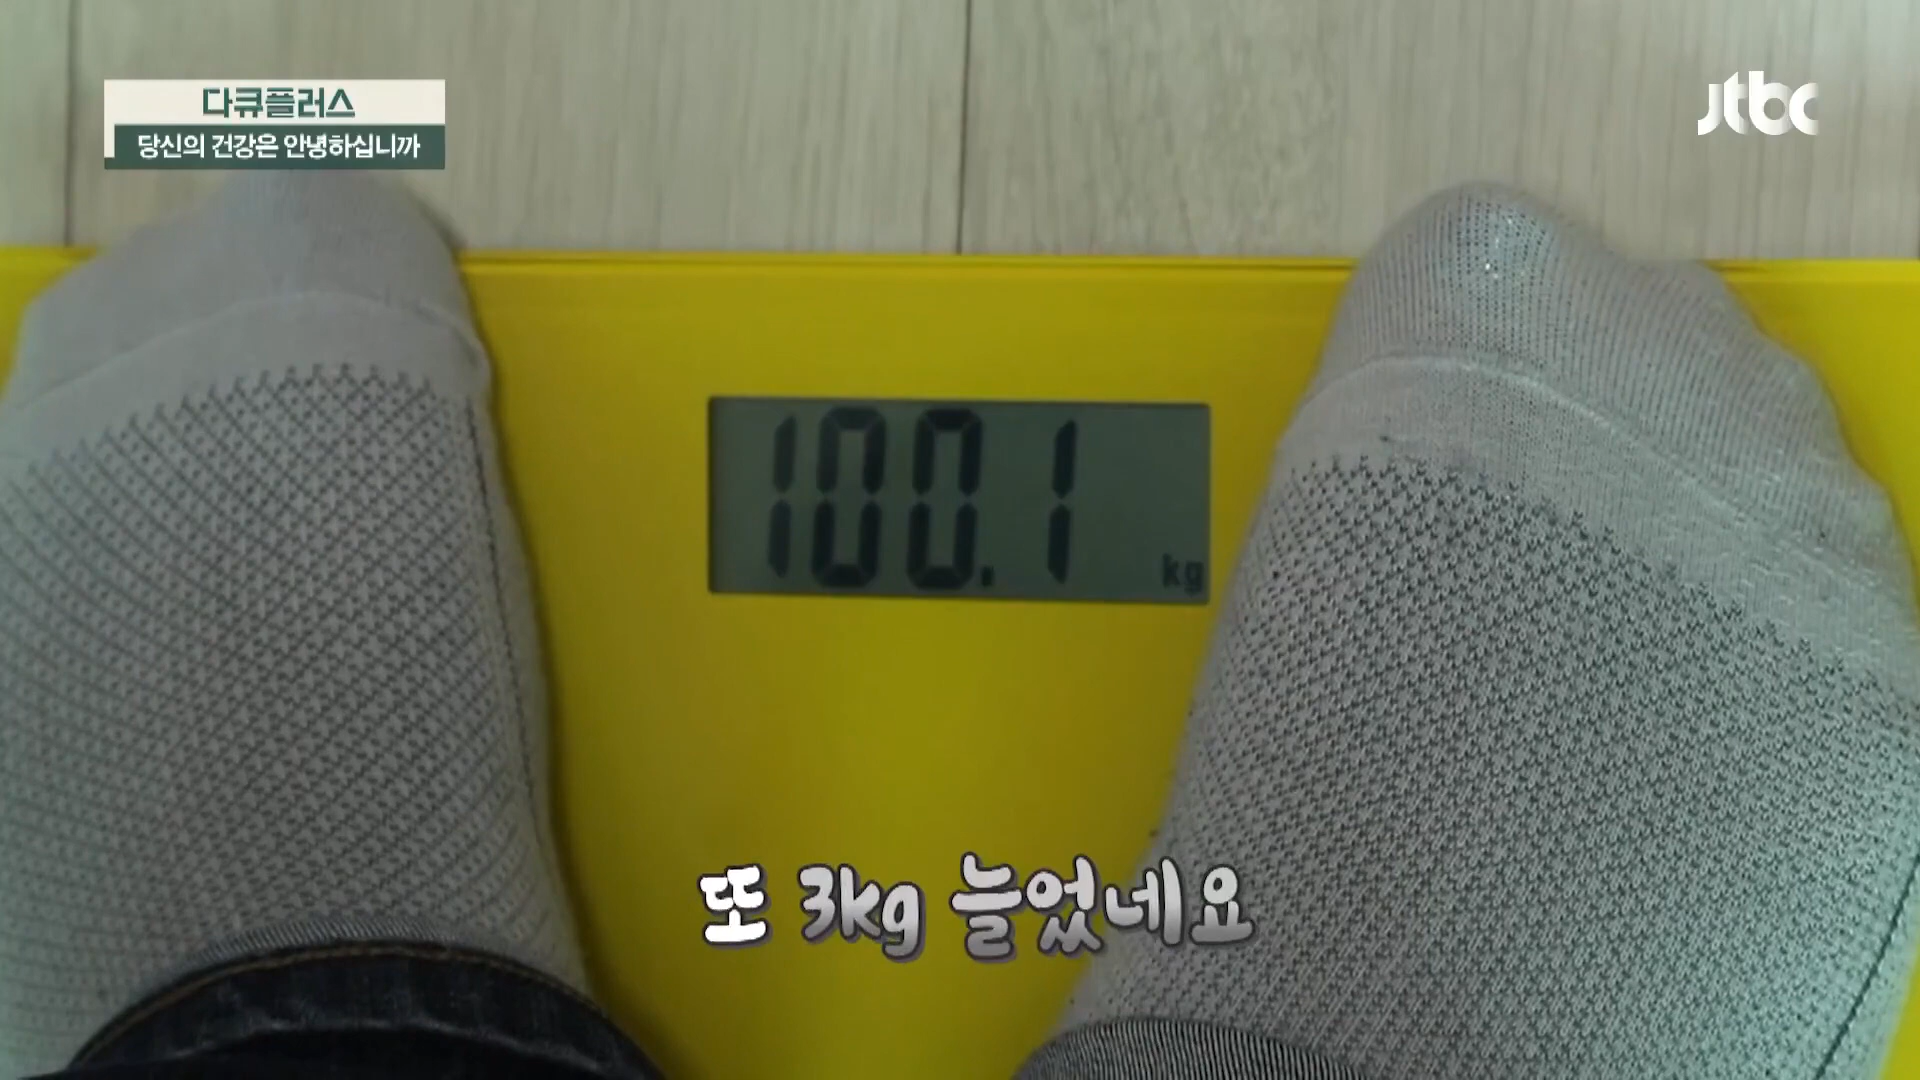 다큐플러스
당신의 건강은 안녕하십니까
jtbc
100.1 kg
또 3kg 늘었네요